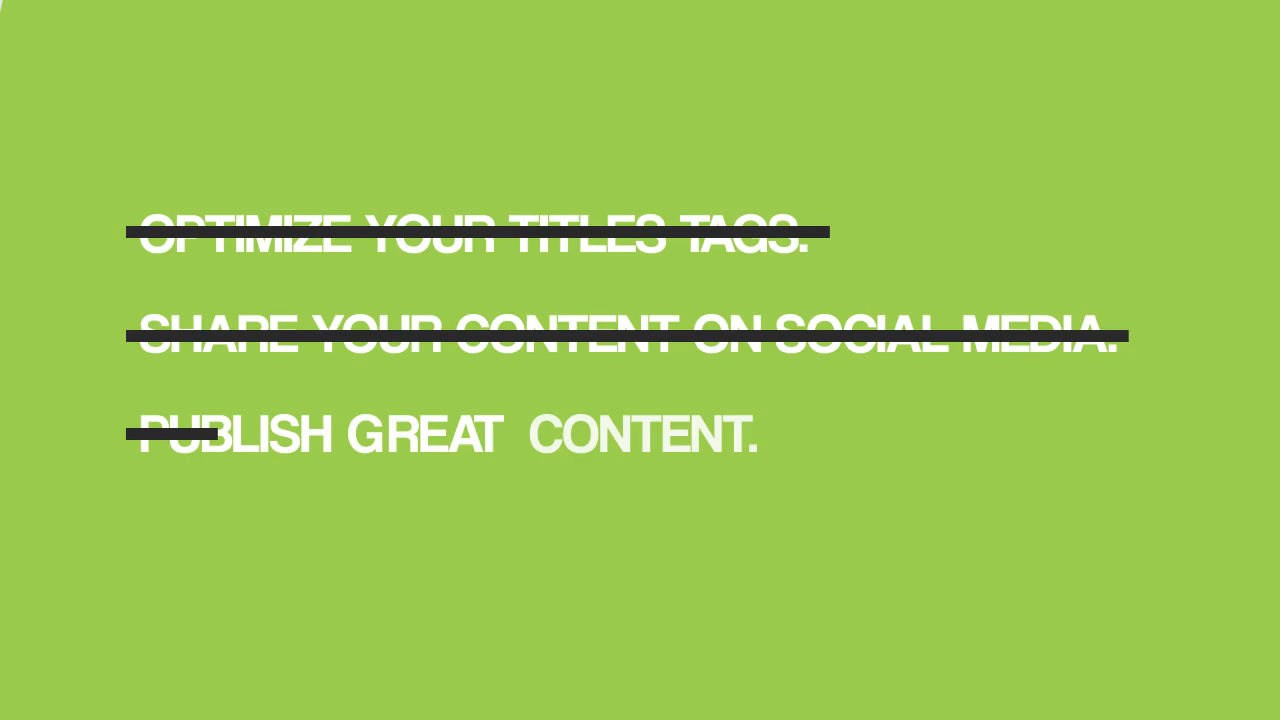 OPTIMIZE YOUR TITLES TAGS.
SHARE YOUR CONTENT ON SOCIAL MEDIA.
PUBLISH GREAT CONTENT.